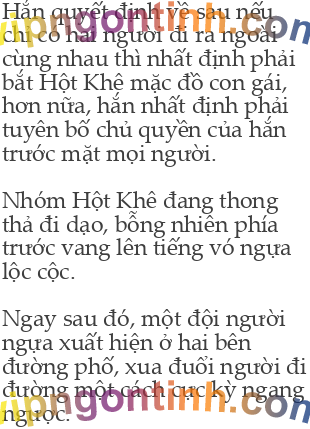 Hắn quyết định về sau nếu
chỉ có hai người đi ra ngoài
cùng nhau thì nhất định phải
bắt Hột Khê mặc đồ con gái,
hơn nữa, hắn nhất định phải
tuyên bố chủ quyền của hắn
trước mặt mọi người.
Nhóm Hột Khê đang thong
thả đi dạo, bỗng nhiên phía
trước vang lên tiếng vó ngựa
lộc cộc.
Ngay sau đó, một đội người
ngựa xuất hiện ở hai bên
đường phố, xua đuổi người đi
đường một cách cực kỳ ngang
ngược.
vipngontinh.com
vipngontinh.com